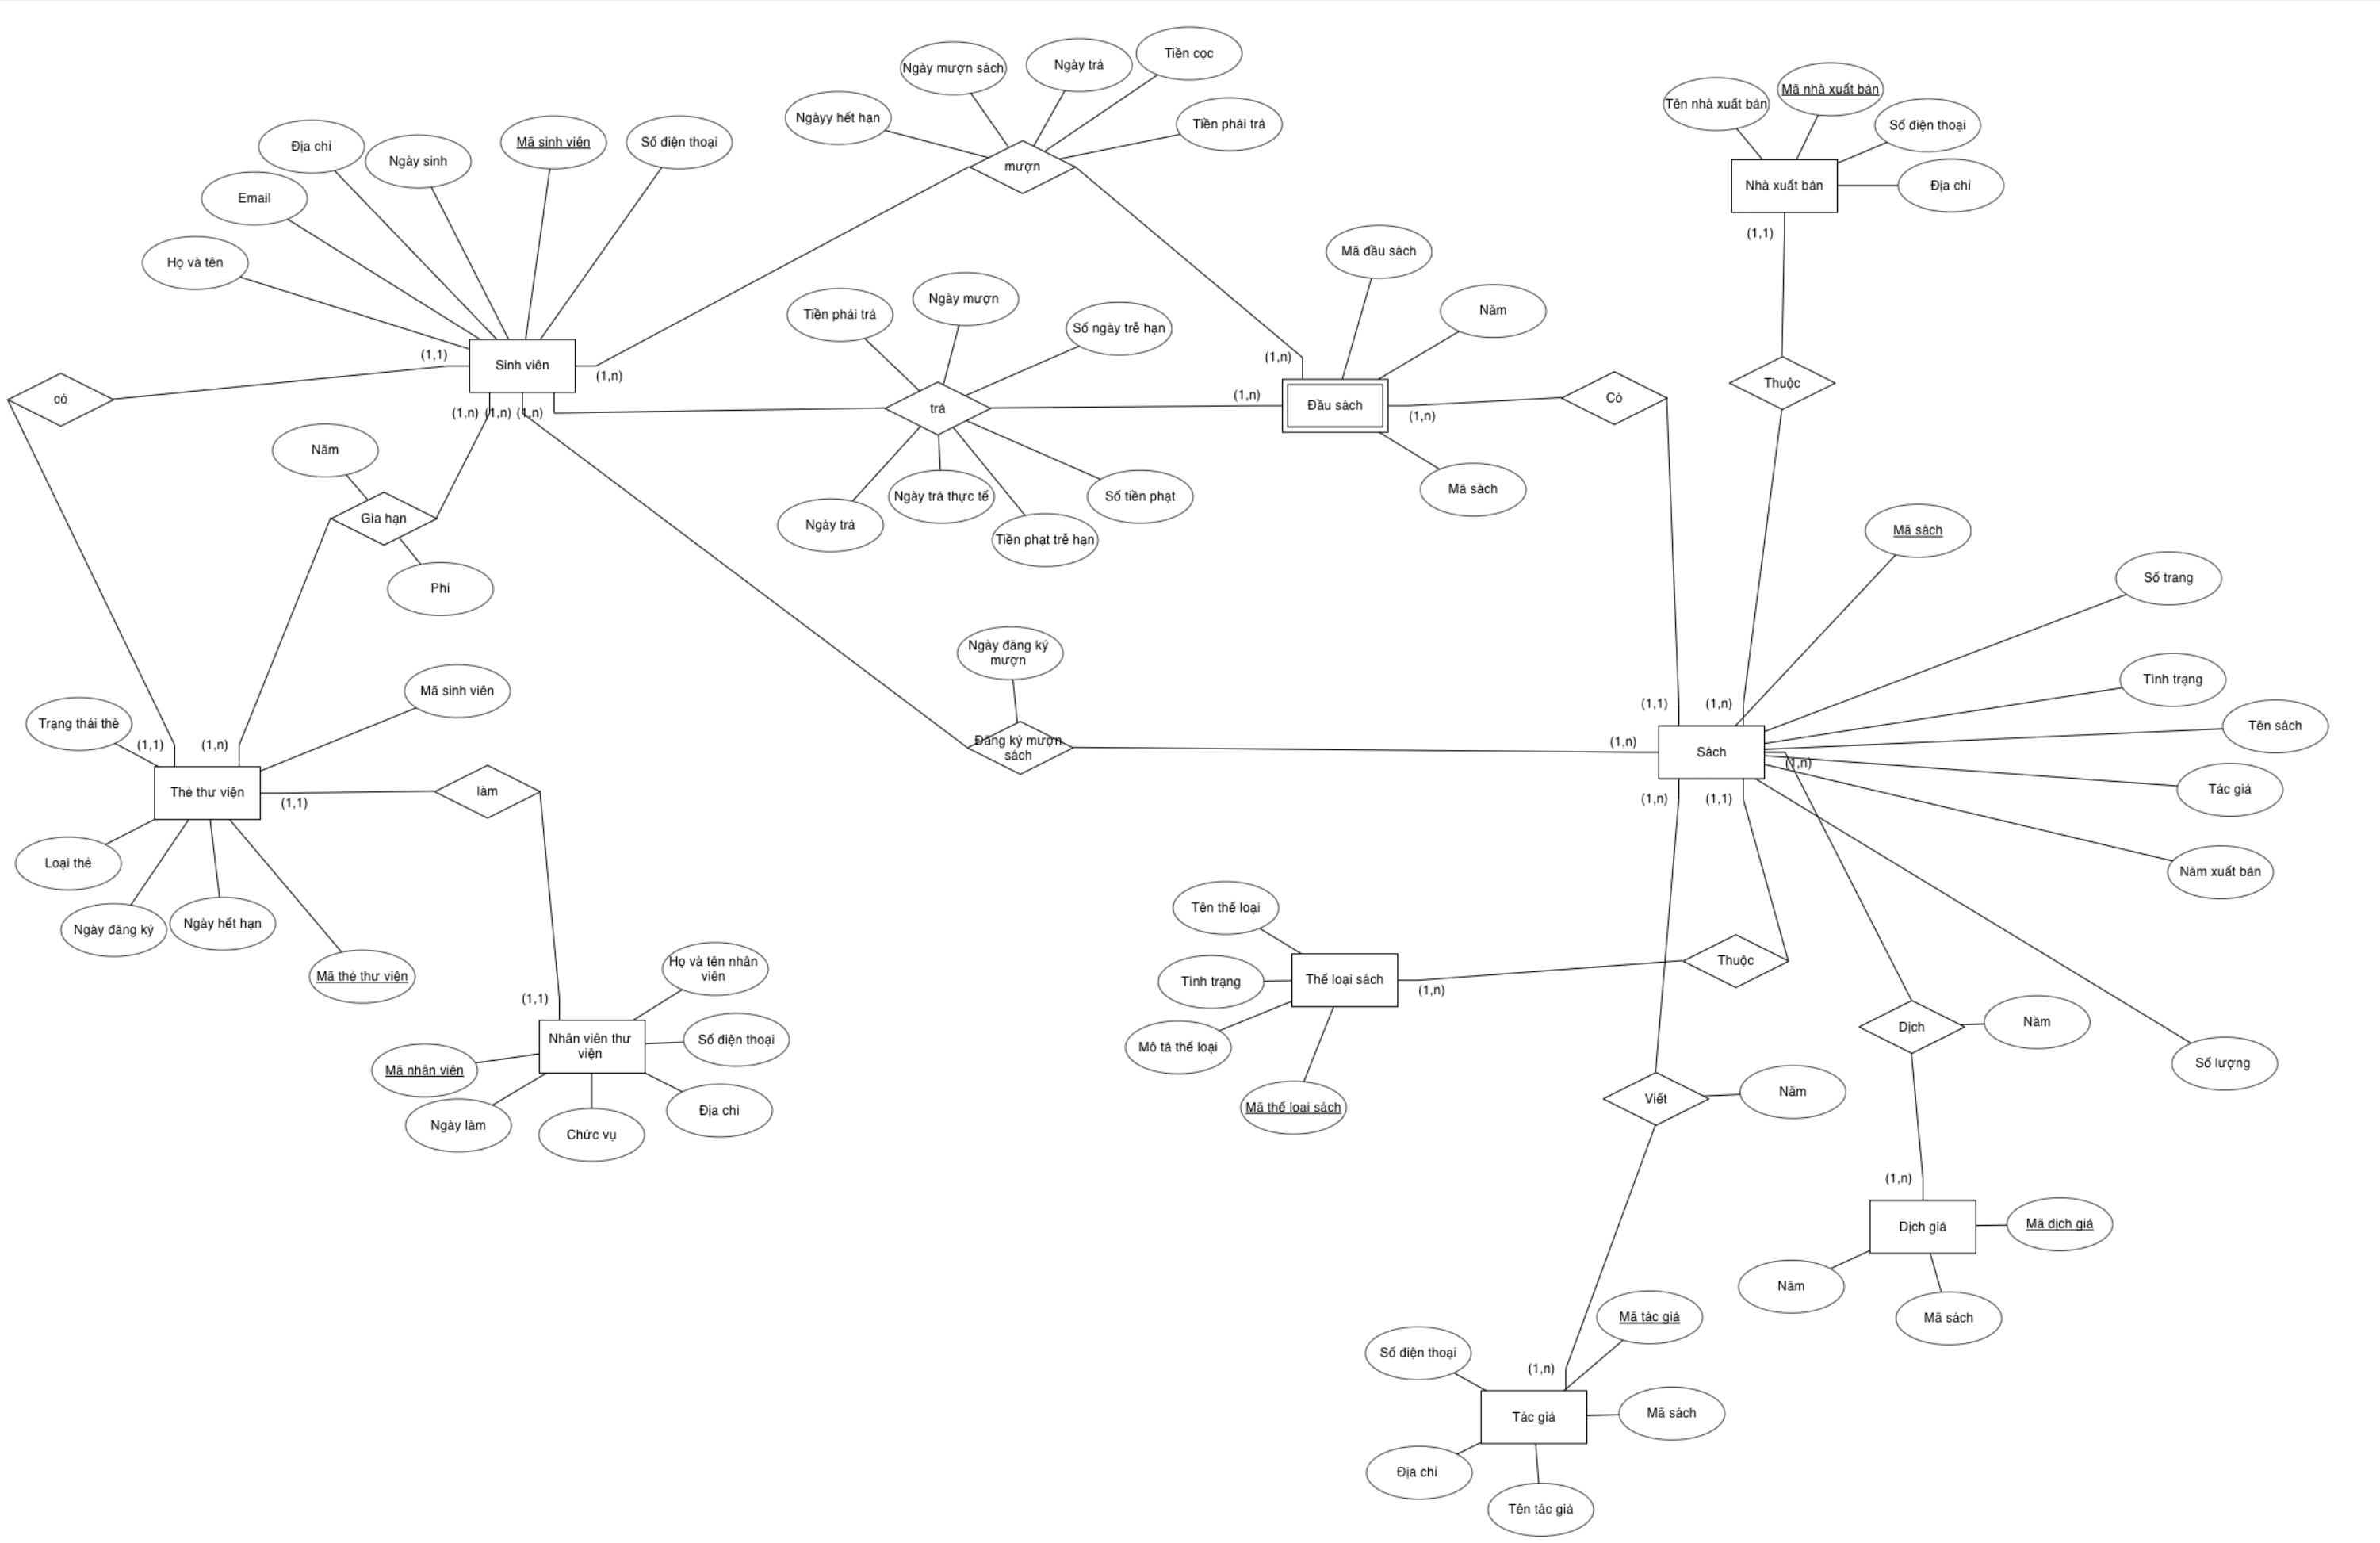 Tiền cọc
Ngày trả
Ngày mượn sách
Mã nhà xuất bản
Tên nhà xuất bản
Ngàyy hết hạn
Tiền phải trả
Số điện thoại
Địa chỉ
Ngày sinh
Mã sinh viên
Số điện thoại
mượn
Nhà xuất bản
Địa chỉ
Email
(1,1)
Họ và tên
Mã đầu sách
Tiền phải trả
Ngày mượn
Số ngày trễ hạn
Năm
(1,1)
Sinh viên
(1,n)
(1,n)
Thuộc
có
(1,n)
(1,n)
(1,n)
trả
(1,n)
Đầu sách
(1,n)
Có
Năm
Gia hạn
Ngày trả
Ngày trả thực tế
Tiền phạt trễ hạn
Số tiền phạt
Mã sách
Mã sách
Phí
Số trang
Ngày đăng ký
mượn
Mã sinh viên
Tình trạng
Trạng thái thẻ
(1,1)
(1,n)
(1,1)
(1,n)
Tên sách
Đăng ký mượn
sách
(1,n)
Sách
(1,n)
Thẻ thư viện
(1,1)
làm
(1,n)
(1,1)
Tác giả
Loại thẻ
Năm xuất bản
Ngày đăng ký
Ngày hết hạn
Tên thể loại
Mã thẻ thư viện
Họ và tên nhân
viên
Tình trạng
Thể loại sách
(1,n)
Thuộc
(1,1)
Nhân viên thư
viện
Số điện thoại
Mô tả thể loại
Dịch
Năm
Mã nhân viên
Số lượng
Ngày làm
Chức vụ
Địa chỉ
Mã thể loại sách
Viết
Năm
(1,n)
Dịch giả
Mã dịch giả
Năm
Mã sách
Mã tác giả
Số điện thoại
(1,n)
Tác giả
Mã sách
Địa chỉ
Tên tác giả